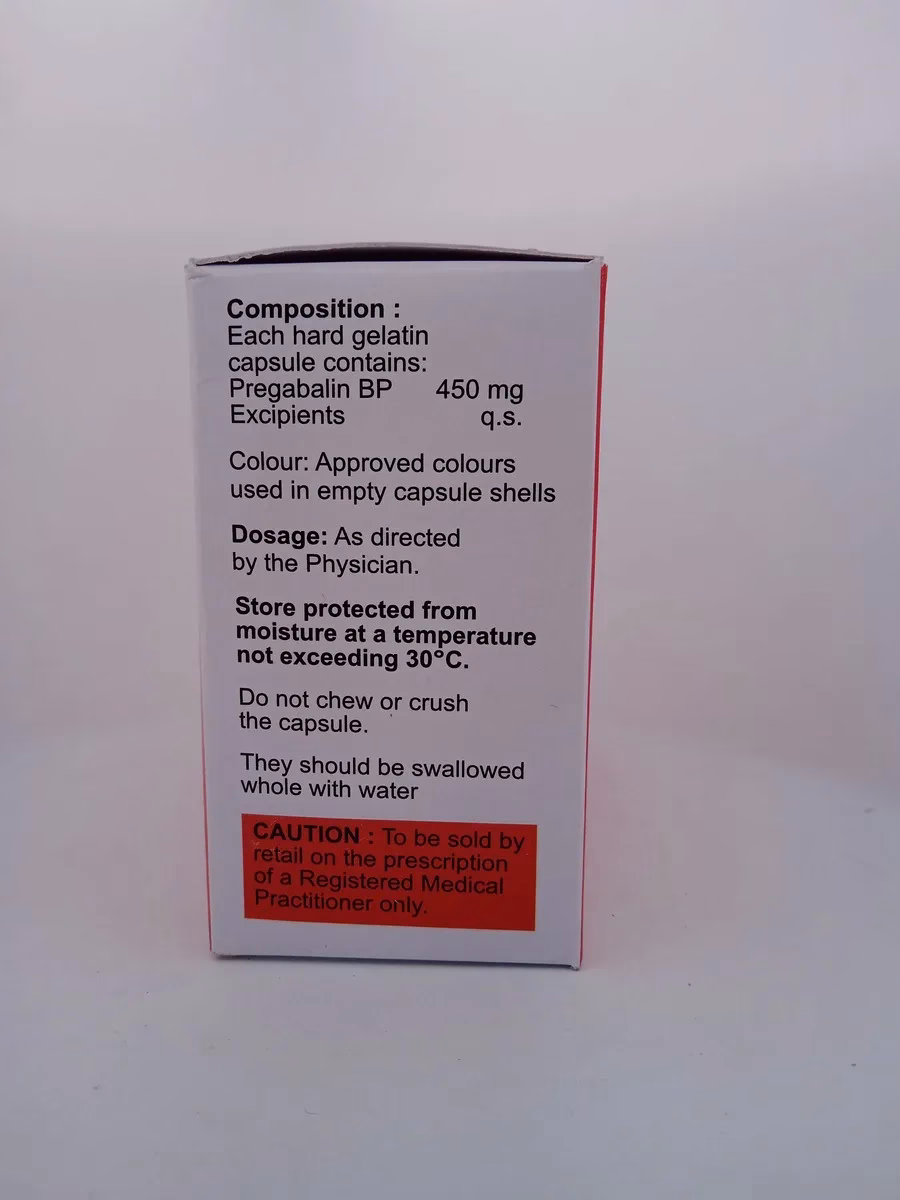 Composition :
Each hard gelatin
capsule contains:
Pregabalin BP 450 mg
Excipients q.s.
Colour: Approved colours
used in empty capsule shells
Dosage: As directed
by the Physician.
Store protected from
moisture at a temperature
not exceeding 30°C.
Do not chew or crush
the capsule.
They should be swallowed
whole with water
CAUTION : To be sold by
retail on the prescription
of a Registered Medical
Practitioner only.